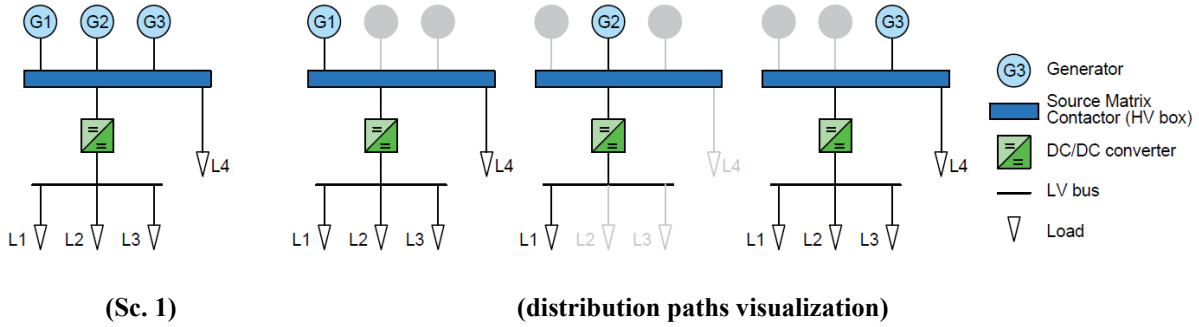 G1 G2 G3
L4
L1 L2 L3
G1
L4
L1 L2 L3
G2
L4
L1 L2 L3
G3
L4
L1 L2 L3
G3 Generator
Source Matrix
Contactor (HV box)
DC/DC converter
LV bus
Load
(Sc. 1)
(distribution paths visualization)